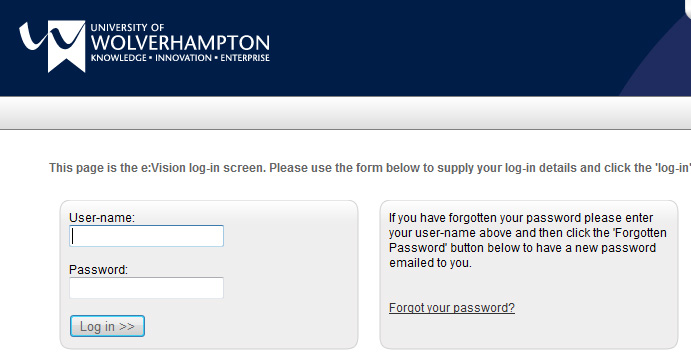 UNIVERSITY OF
WOLVERHAMPTON
KNOWLEDGE • INNOVATION • ENTERPRISE
This page is the e:Vision log-in screen. Please use the form below to supply your log-in details and click the 'log-in'
User-name:
Password:
Log in >>
If you have forgotten your password please enter
your user-name above and then click the 'Forgotten
Password' button below to have a new password
emailed to you.
Forgot your password?